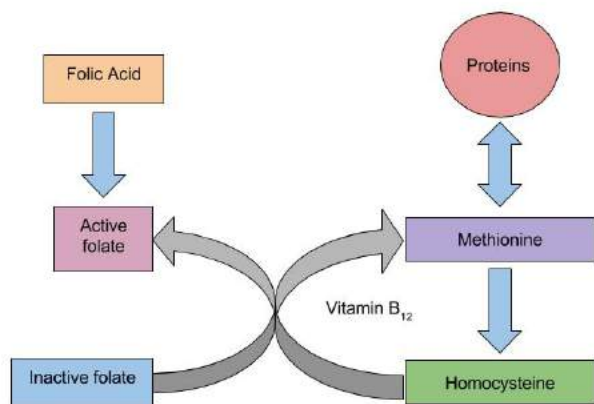 Folic Acid
Proteins
Active
folate
Methionine
Vitamin B₁₂
Inactive folate
Homocysteine